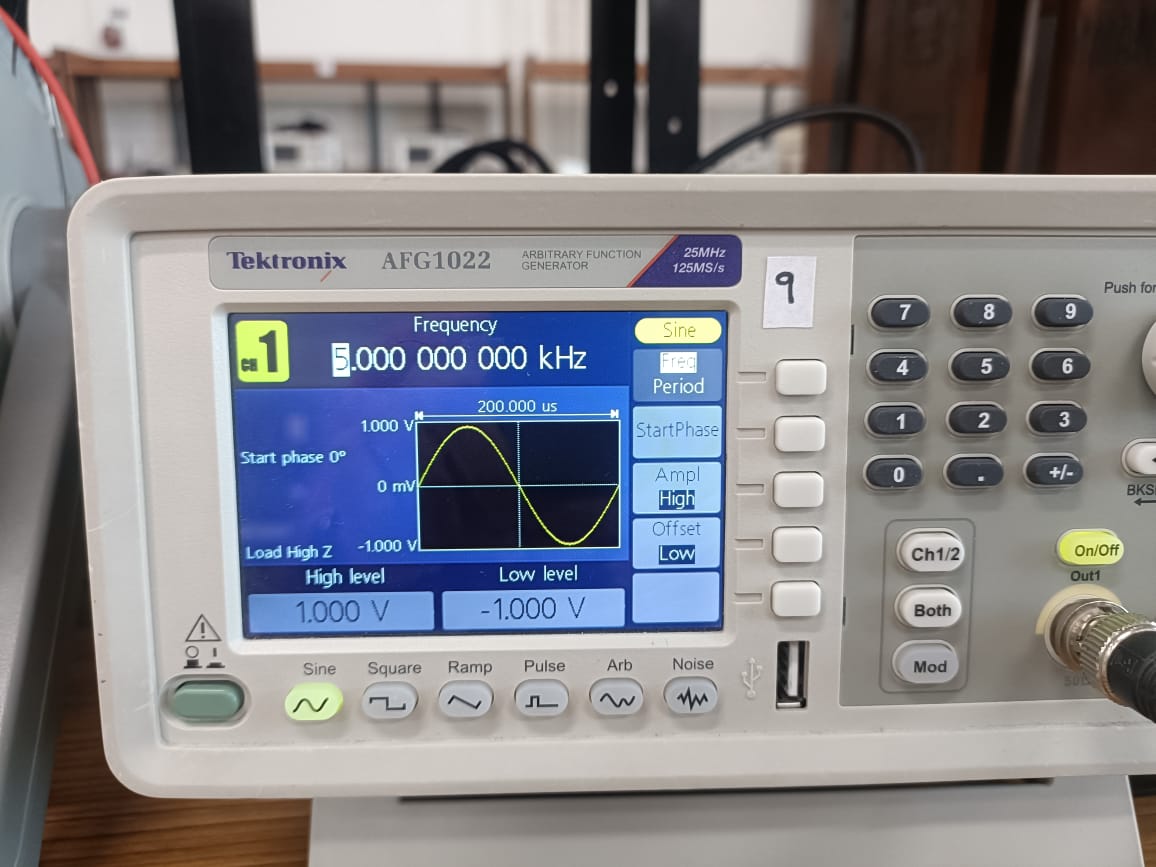 Tektronix AFG1022 ARBITRARY FUNCTION GENERATOR 25MHz 125MS/s
9
Push for
CH 1
Frequency
5.000 000 000 kHz
Sine
Freq
Period
StartPhase
Ampl
High
Offset
Low
200.000 us
1.000 V
Start phase 0°
0 mV
Load High Z
-1.000 V
High level
Low level
1.000 V
-1.000 V
7 8 9
4 5 6
1 2 3
0 . +/-
BKS
Ch1/2
Both
Mod
On/Off
Out1
Sine Square Ramp Pulse Arb Noise